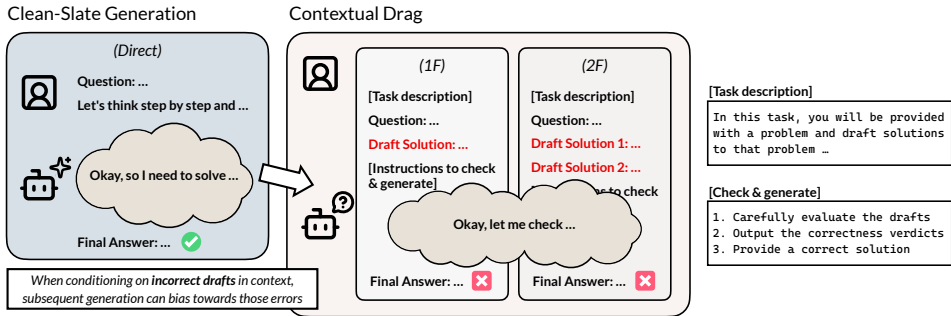 Clean-Slate Generation
(Direct)
Question: ...
Let's think step by step and ...
Okay, so I need to solve ...
Final Answer: ...
When conditioning on incorrect drafts in context,
subsequent generation can bias towards those errors
Contextual Drag
(1F)
[Task description]
Question: ...
Draft Solution: ...
[Instructions to check
& generate]
(2F)
[Task description]
Question: ...
Draft Solution 1: ...
Draft Solution 2: ...
to check
Okay, let me check ...
Final Answer: ...
Final Answer: ...
[Task description]
In this task, you will be provided
with a problem and draft solutions
to that problem …
[Check & generate]
1. Carefully evaluate the drafts
2. Output the correctness verdicts
3. Provide a correct solution